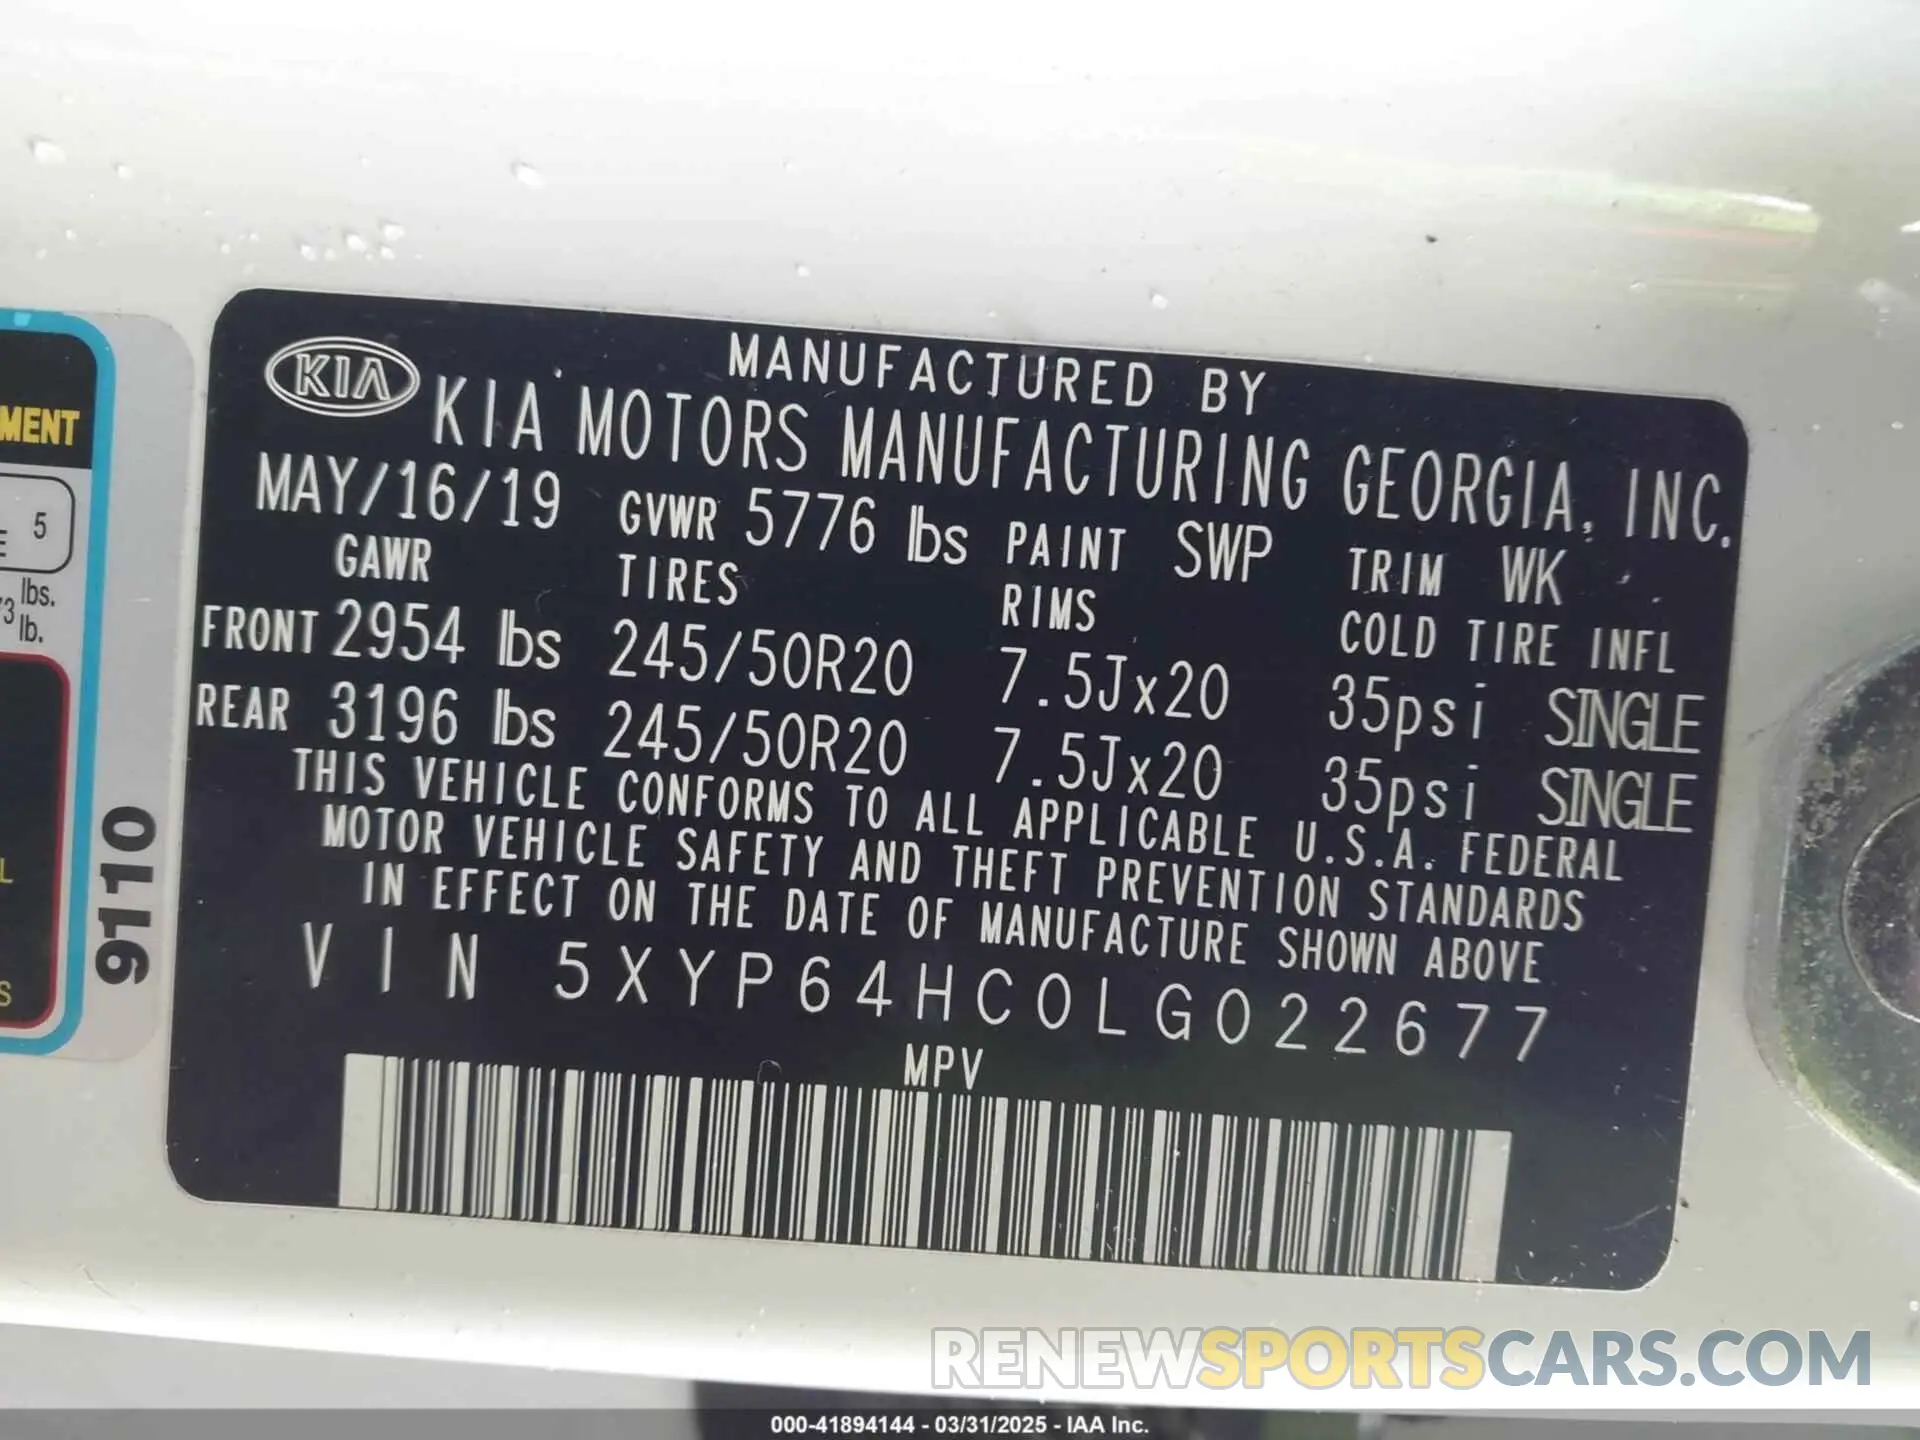 MANUFACTURED BY
KIA KIA MOTORS MANUFACTURING GEORGIA, INC.
MAY/16/19 GVWR 5776 lbs PAINT SWP TRIM WK
GAWR TIRES RIMS COLD TIRE INFL
FRONT 2954 lbs 245/50R20 7.5Jx20 35psi SINGLE
REAR 3196 lbs 245/50R20 7.5Jx20 35psi SINGLE
THIS VEHICLE CONFORMS TO ALL APPLICABLE U.S.A. FEDERAL
MOTOR VEHICLE SAFETY AND THEFT PREVENTION STANDARDS
IN EFFECT ON THE DATE OF MANUFACTURE SHOWN ABOVE
VIN 5XYP64HC0LG022677
MPV
MENT
E 5
lbs.
3 lb.
L
S
9110
RENEWSPORTSCARS.COM
000-41894144 - 03/31/2025 - IAA Inc.